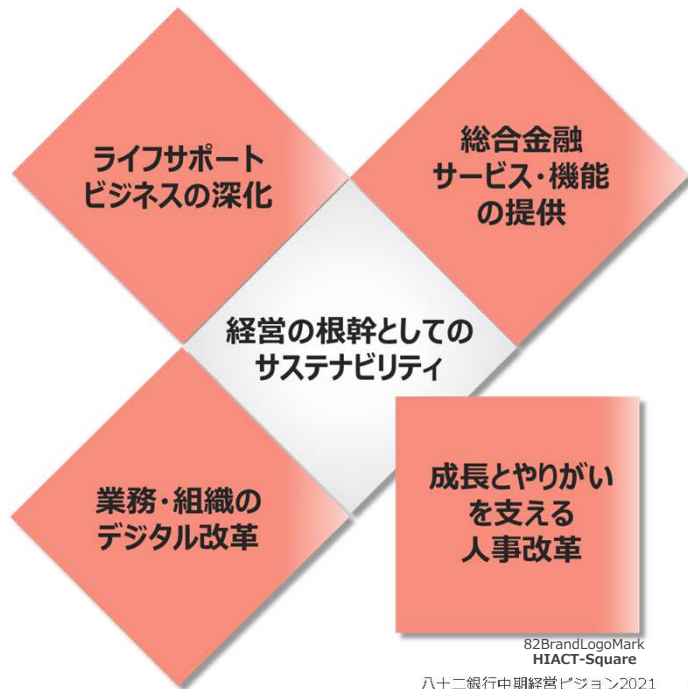 ライフサポート
ビジネスの深化
総合金融
サービス・機能
の提供
経営の根幹としての
サステナビリティ
業務・組織の
デジタル改革
成長とやりがい
を支える
人事改革
82BrandLogoMark
HIACT-Square
八十二銀行中期経営ビジョン2021